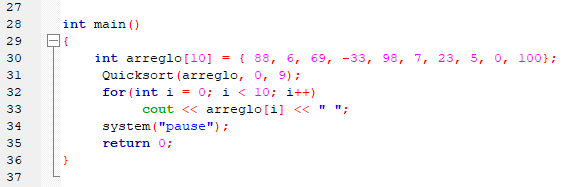 27
28 int main()
29 {
30 int arreglo[10] = { 88, 6, 69, -33, 98, 7, 23, 5, 0, 100};
31 Quicksort(arreglo, 0, 9);
32 for(int i = 0; i < 10; i++)
33 cout << arreglo[i] << " ";
34 system("pause");
35 return 0;
36 }
37